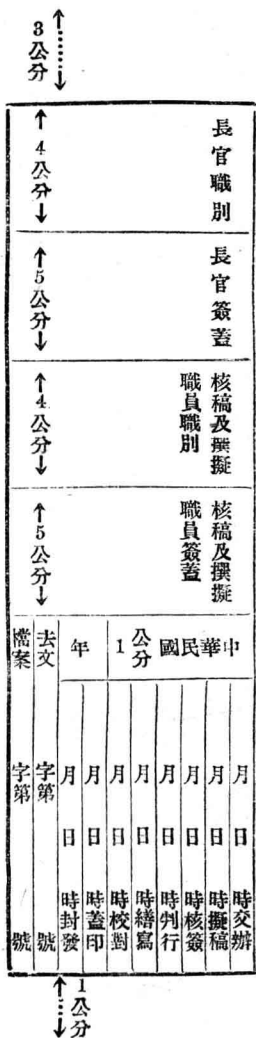 3公分
長官職別
4公分
長官簽蓋
5公分
核稿及撰擬
職員職別
4公分
核稿及撰擬
職員簽蓋
5公分
中華民國
1公分
年
月 日 時交辦
月 日 時擬稿
月 日 時核簽
月 日 時判行
月 日 時繕寫
月 日 時校對
月 日 時蓋印
月 日 時封發
去文 字第 號
檔案 字第 號
1公分